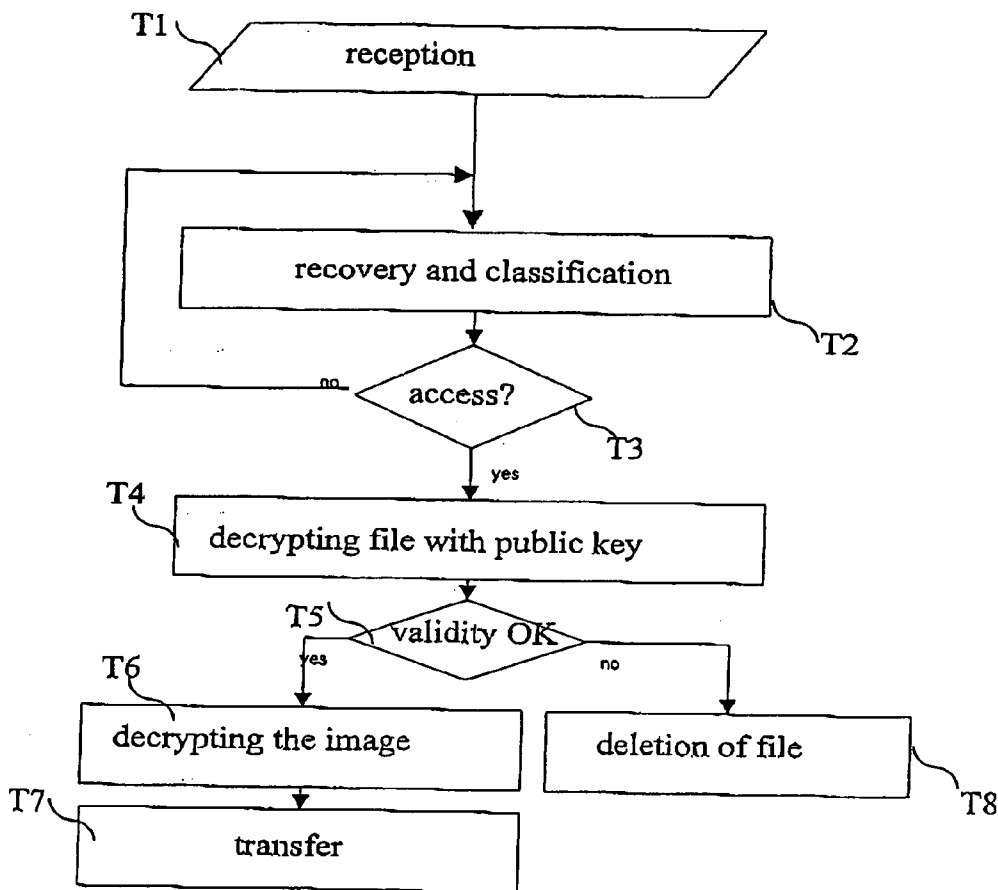 T1
reception
recovery and classification
T2
no
access?
T3
yes
T4
decrypting file with public key
T5
validity OK
yes
no
T6
decrypting the image
deletion of file
T8
T7
transfer